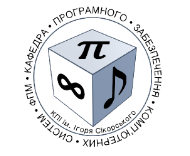 ФПМ • КАФЕДРА • ПРОГРАМНОГО • ЗАБЕЗПЕЧЕННЯ • КОМП'ЮТЕРНИХ • СИСТЕМ •
π
∞
КПІ ім. Ігоря Сікорського